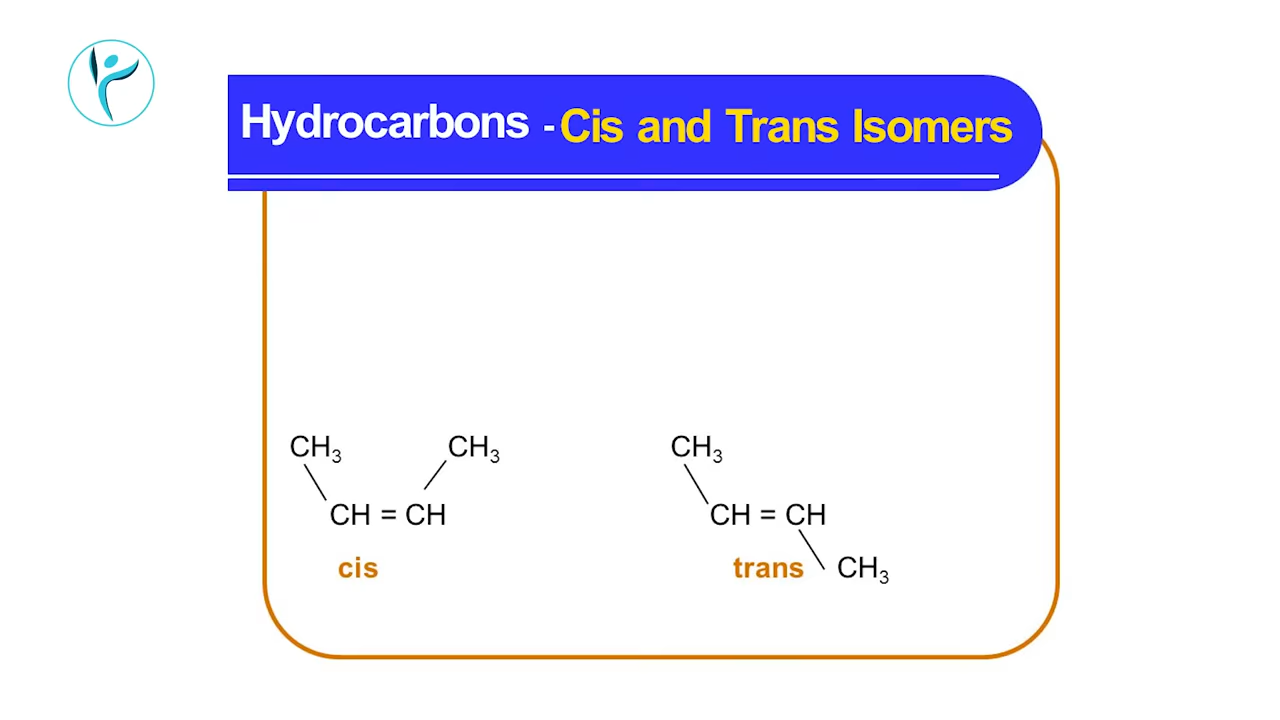 Hydrocarbons - Cis and Trans Isomers
CH₃ CH₃ CH₃
CH = CH CH = CH
cis trans CH₃